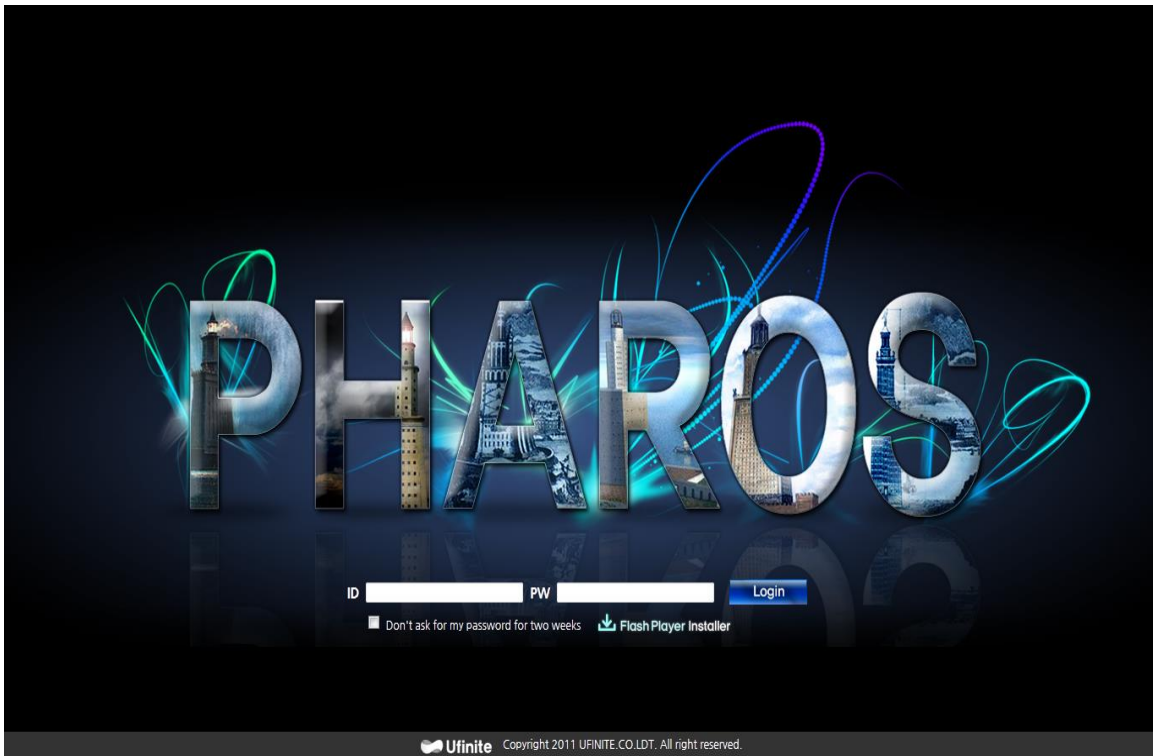 PHAROS
ID PW Login
Don't ask for my password for two weeks Flash Player Installer
Ufinite Copyright 2011 UFINITE.CO.LDT. All right reserved.